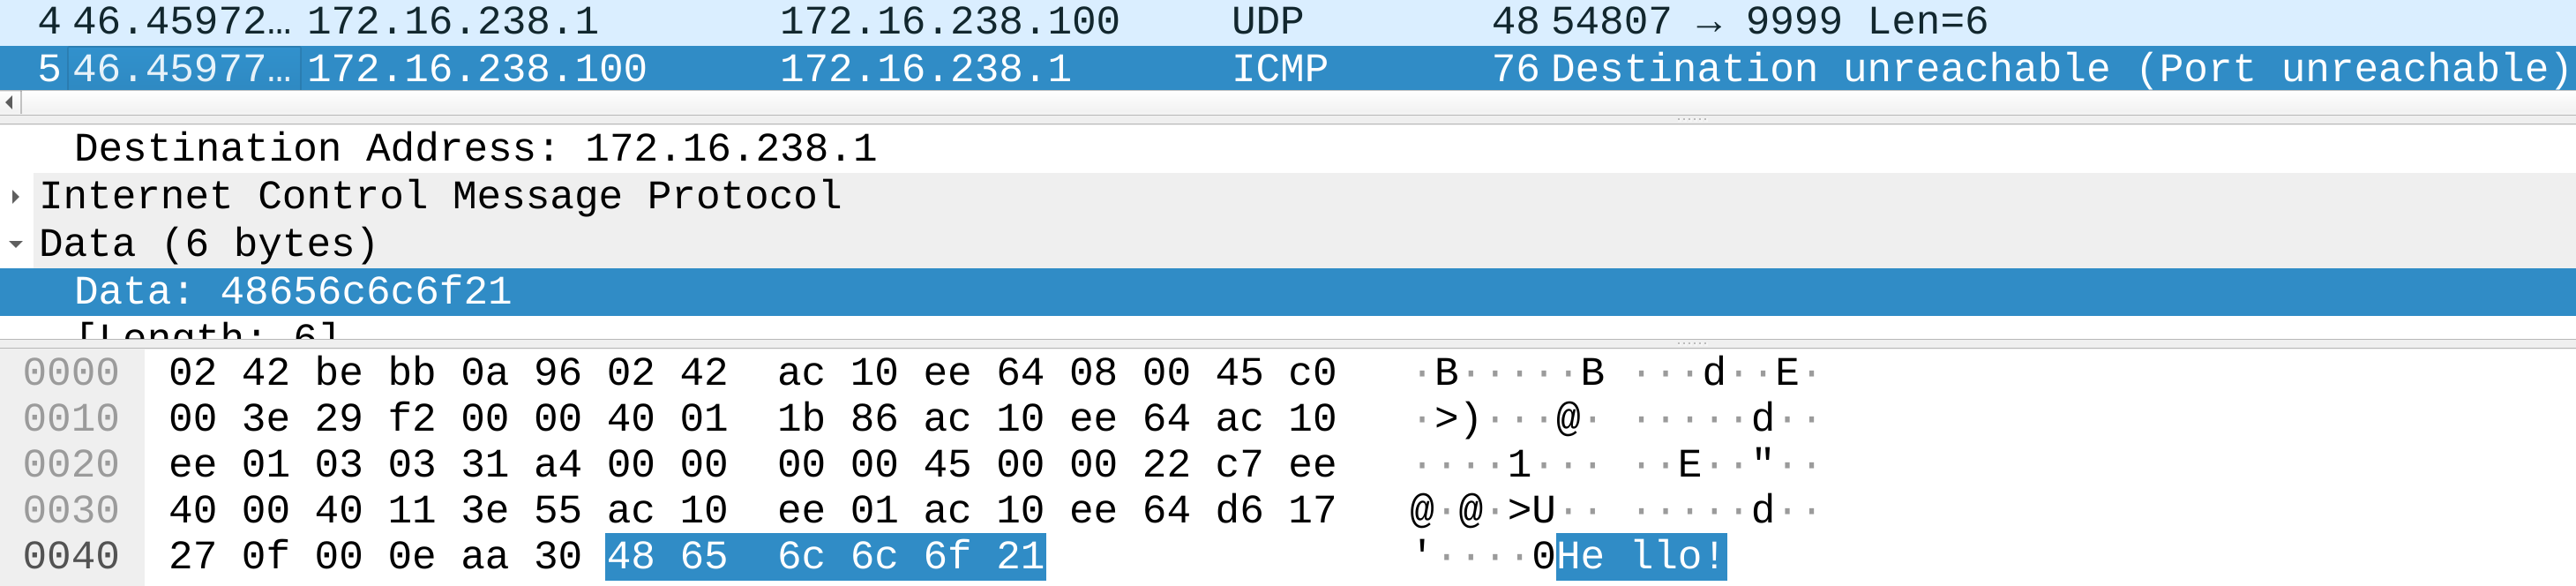 4 46.45972… 172.16.238.1 172.16.238.100 UDP 48 54807 → 9999 Len=6
5 46.45977… 172.16.238.100 172.16.238.1 ICMP 76 Destination unreachable (Port unreachable)
Destination Address: 172.16.238.1
Internet Control Message Protocol
Data (6 bytes)
Data: 48656c6c6f21
[Length: 6]
0000 02 42 be bb 0a 96 02 42 ac 10 ee 64 08 00 45 c0 ·B·····B ···d··E·
0010 00 3e 29 f2 00 00 40 01 1b 86 ac 10 ee 64 ac 10 ·>)···@· ·····d··
0020 ee 01 03 03 31 a4 00 00 00 00 45 00 00 22 c7 ee ····1··· ··E··"··
0030 40 00 40 11 3e 55 ac 10 ee 01 ac 10 ee 64 d6 17 @·@·>U·· ·····d··
0040 27 0f 00 0e aa 30 48 65 6c 6c 6f 21 '····0He llo!